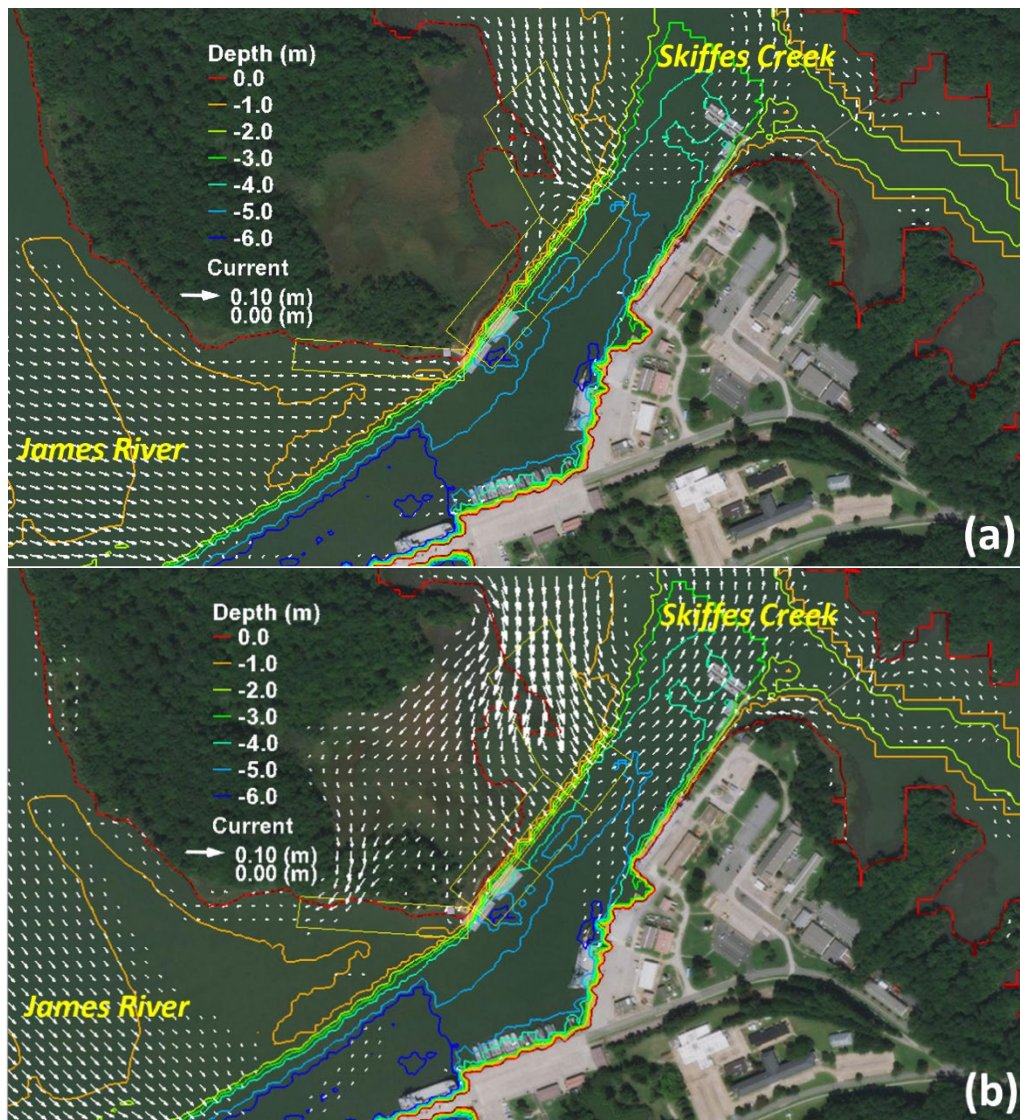 Skiffes Creek
Depth (m)
0.0
-1.0
-2.0
-3.0
-4.0
-5.0
-6.0
Current
0.10 (m)
0.00 (m)
James River
(a)
Skiffes Creek
Depth (m)
0.0
-1.0
-2.0
-3.0
-4.0
-5.0
-6.0
Current
0.10 (m)
0.00 (m)
James River
(b)